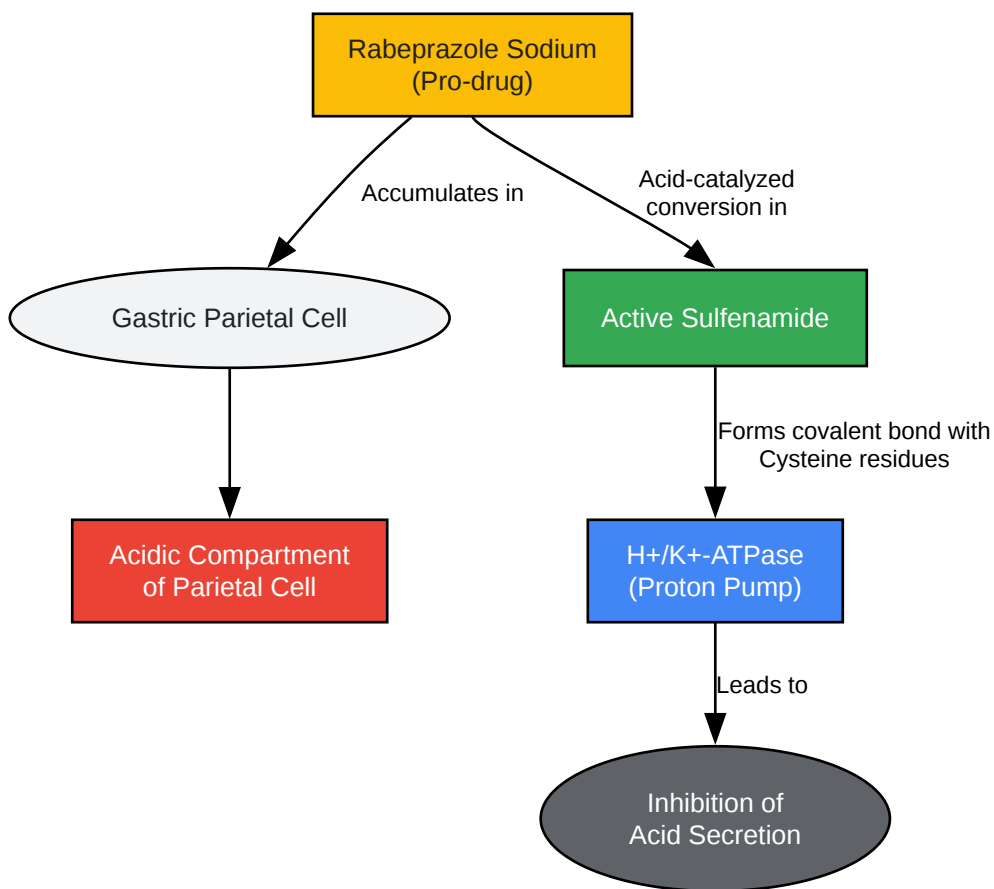 Rabeprazole Sodium
(Pro-drug)
Accumulates in
Acid-catalyzed
conversion in
Gastric Parietal Cell
Active Sulfenamide
Forms covalent bond with
Cysteine residues
Acidic Compartment
of Parietal Cell
H+/K+-ATPase
(Proton Pump)
Leads to
Inhibition of
Acid Secretion